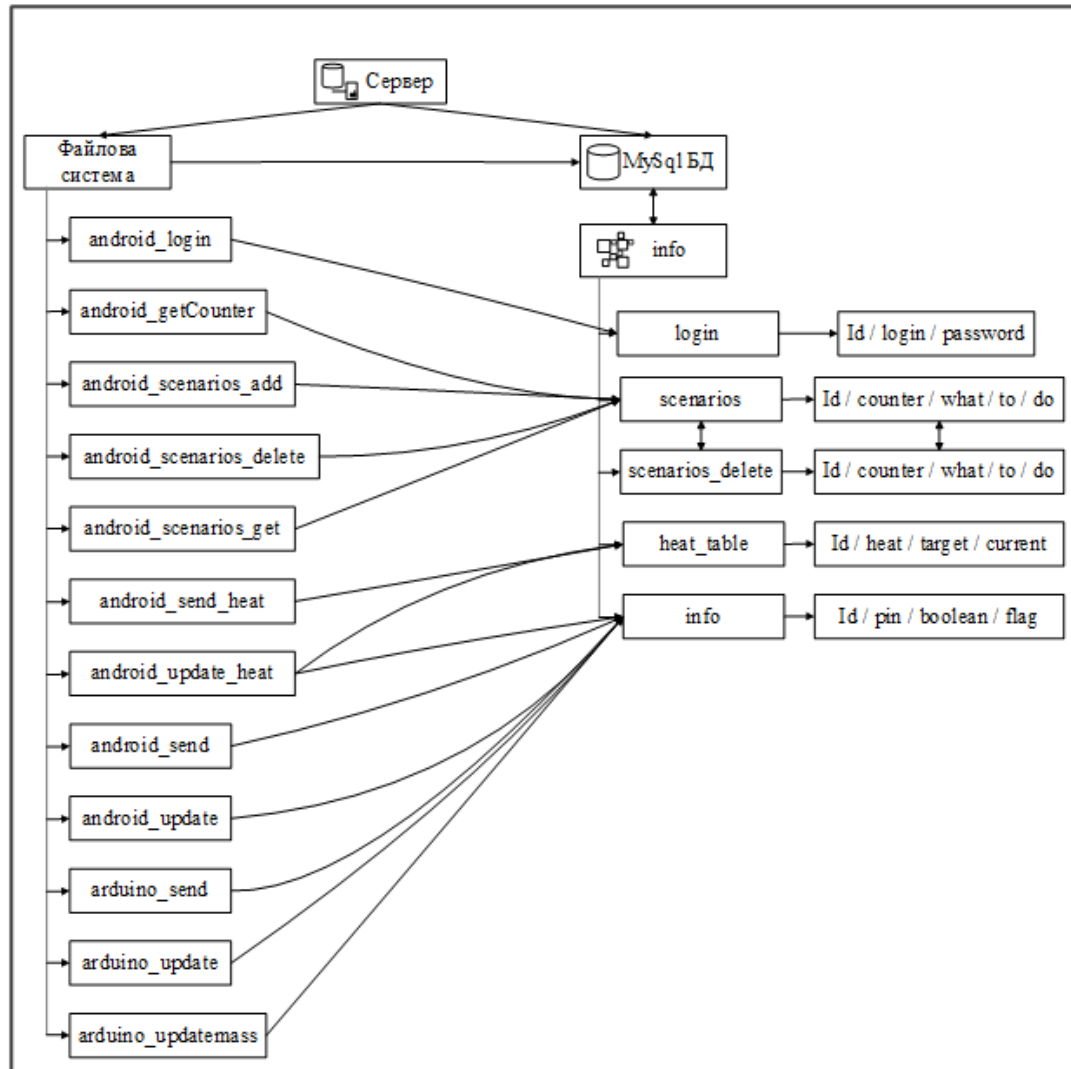 Сервер
Файлова
система
MySql БД
android_login
info
android_getCounter
login
Id / login / password
android_scenarios_add
scenarios
Id / counter / what / to / do
android_scenarios_delete
scenarios_delete
Id / counter / what / to / do
android_scenarios_get
heat_table
Id / heat / target / current
android_send_heat
info
Id / pin / boolean / flag
android_update_heat
android_send
android_update
arduino_send
arduino_update
arduino_updatemass